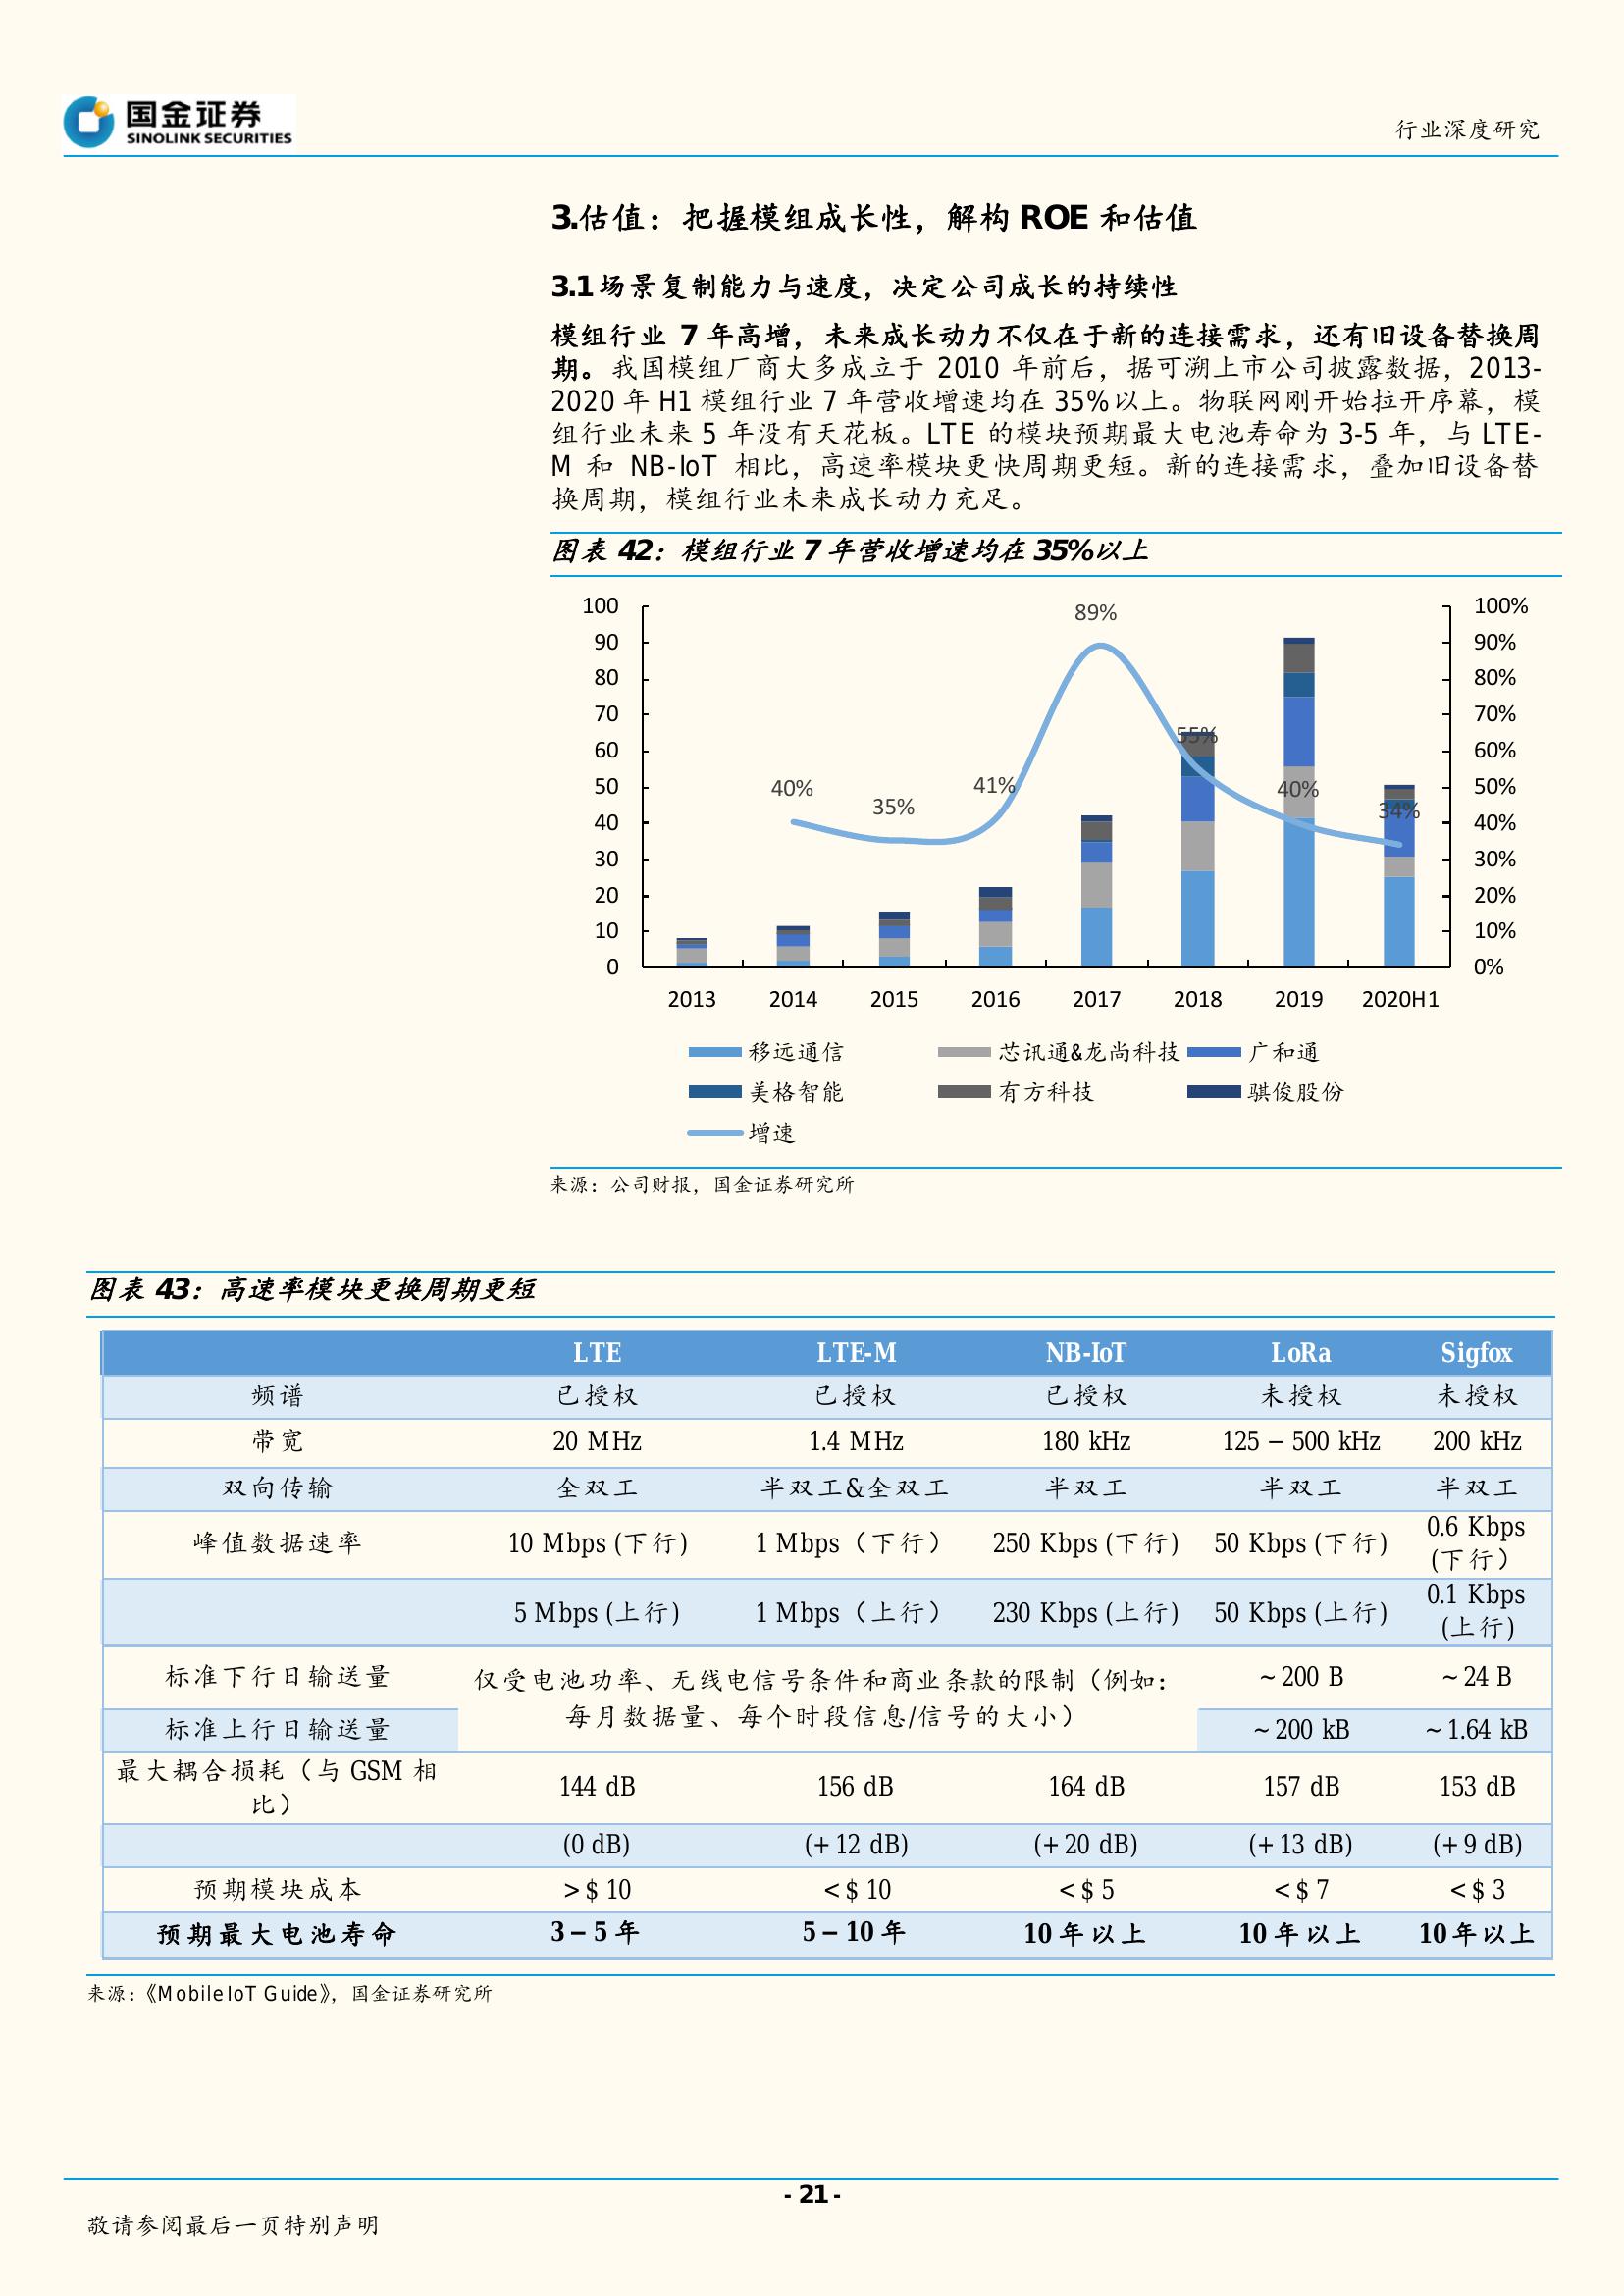 国金证券
SINOLINK SECURITIES
行业深度研究
3.估值：把握模组成长性，解构 ROE 和估值
3.1 场景复制能力与速度，决定公司成长的持续性
模组行业 7 年高增，未来成长动力不仅在于新的连接需求，还有旧设备替换周
期。我国模组厂商大多成立于 2010 年前后，据可溯上市公司披露数据，2013-
2020 年 H1 模组行业 7 年营收增速均在 35%以上。物联网刚开始拉开序幕，模
组行业未来 5 年没有天花板。LTE 的模块预期最大电池寿命为 3-5 年，与 LTE-
M 和 NB-IoT 相比，高速率模块更快周期更短。新的连接需求，叠加旧设备替
换周期，模组行业未来成长动力充足。
图表 42：模组行业 7 年营收增速均在 35%以上
100 100%
90 90%
80 80%
70 70%
60 60%
50 50%
40 40%
30 30%
20 20%
10 10%
0 0%
40% 35% 41% 89% 55% 40% 34%
2013 2014 2015 2016 2017 2018 2019 2020H1
移远通信 芯讯通&龙尚科技 广和通
美格智能 有方科技 骐俊股份
增速
来源：公司财报，国金证券研究所
图表 43：高速率模块更换周期更短
LTE LTE-M NB-IoT LoRa Sigfox
频谱 已授权 已授权 已授权 未授权 未授权
带宽 20 MHz 1.4 MHz 180 kHz 125 – 500 kHz 200 kHz
双向传输 全双工 半双工&全双工 半双工 半双工 半双工
峰值数据速率 10 Mbps (下行) 1 Mbps（下行） 250 Kbps (下行) 50 Kbps (下行) 0.6 Kbps
(下行）
5 Mbps (上行) 1 Mbps（上行） 230 Kbps (上行) 50 Kbps (上行) 0.1 Kbps
(上行)
标准下行日输送量 仅受电池功率、无线电信号条件和商业条款的限制（例如： ~ 200 B ~ 24 B
标准上行日输送量 每月数据量、每个时段信息/信号的大小） ~ 200 kB ~ 1.64 kB
最大耦合损耗（与 GSM 相
比） 144 dB 156 dB 164 dB 157 dB 153 dB
(0 dB) (+ 12 dB) (+ 20 dB) (+ 13 dB) (+ 9 dB)
预期模块成本 > $ 10 < $ 10 < $ 5 < $ 7 < $ 3
预期最大电池寿命 3 – 5 年 5 – 10 年 10 年以上 10 年以上 10 年以上
来源：《Mobile IoT Guide》，国金证券研究所
- 21 -
敬请参阅最后一页特别声明